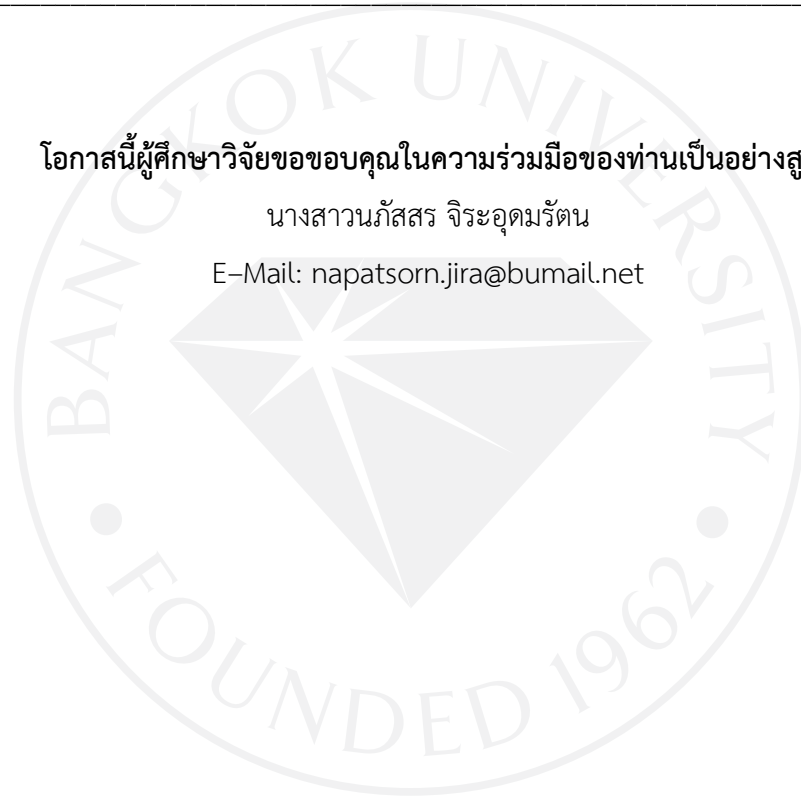 โอกาสนี้ผู้ศึกษาวิจัยขอขอบคุณในความร่วมมือของท่านเป็นอย่าง
นางสาวนภัสสร จิระอุดมรัตน
E–Mail: napatsorn.jira@bumail.net
BANGKOK UNIVERSITY
FOUNDED 1962